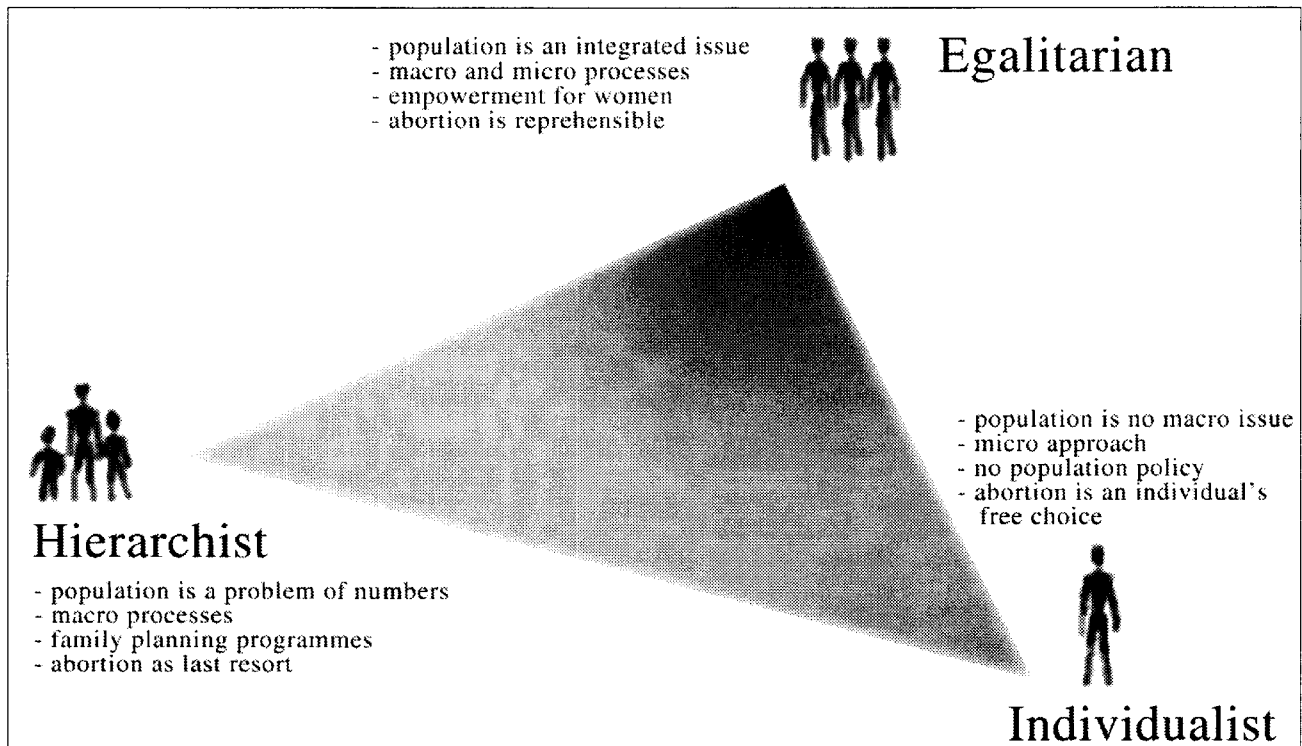 - population is an integrated issue
- macro and micro processes
- empowerment for women
- abortion is reprehensible
Egalitarian
- population is no macro issue
- micro approach
- no population policy
- abortion is an individual's
free choice
Hierarchist
- population is a problem of numbers
- macro processes
- family planning programmes
- abortion as last resort
Individualist